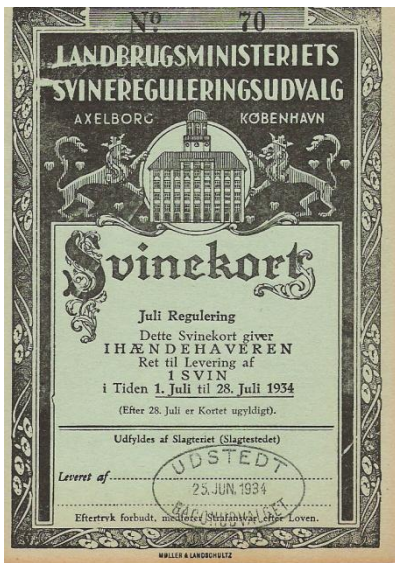 Nº 70
LANDBRUGSMINISTERIETS
SVINEREGULERINGSUDVALG
AXELBORG KØBENHAVN
Svinekort
Juli Regulering
Dette Svinekort giver
IHÆNDEHAVEREN
Ret til Levering af
1 SVIN
i Tiden 1. Juli til 28. Juli 1934
(Efter 28. Juli er Kortet ugyldigt).
Udfyldes af Slagteriet (Slagtestedet)
UDSTEDT
Leveret af
25. JUN. 1934
BACONUDVALGET
Eftertryk forbudt, medfører Strafansvar efter Loven.
MØLLER & LANDSCHULTZ